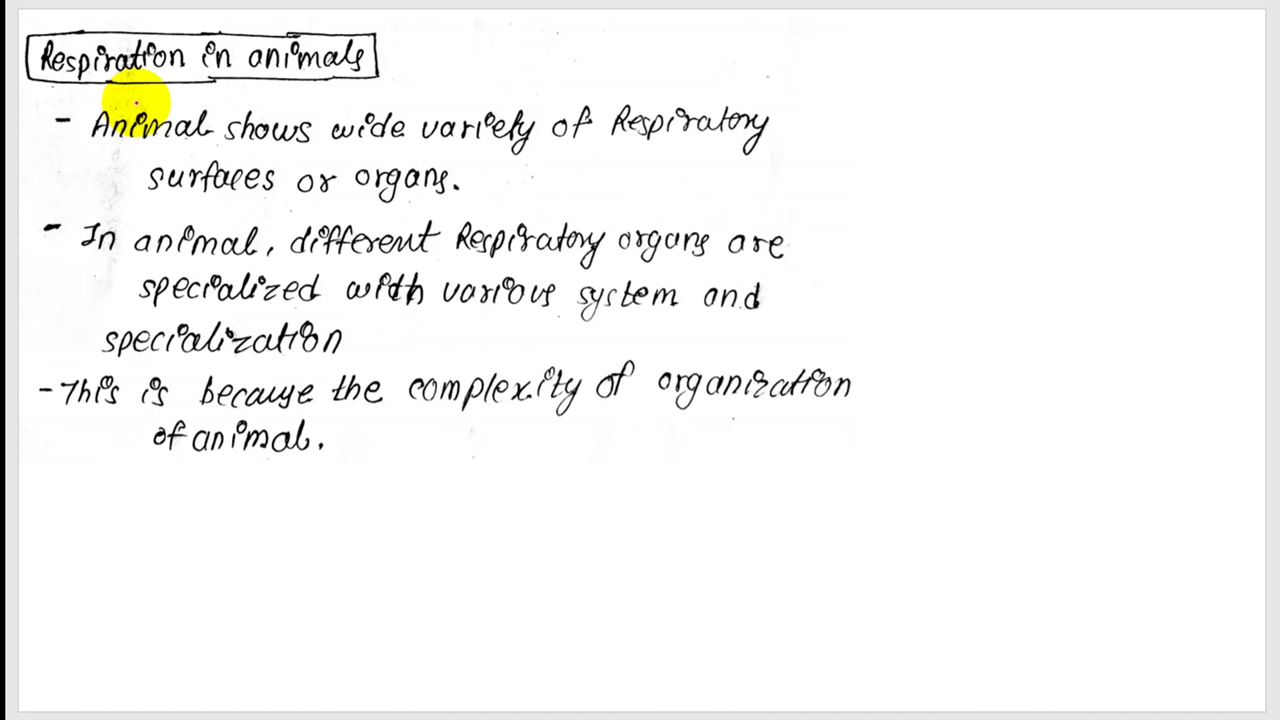 Respiration in animals
- Animal shows wide variety of Respiratory
surfaces or organs.
- In animal, different Respiratory organs are
specialized with various system and
specialization
- This is because the complexity of organization
of animal.